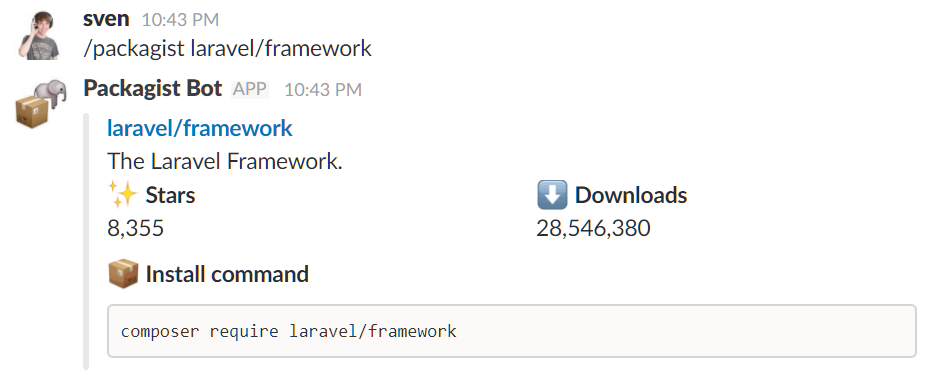 sven 10:43 PM
/packagist laravel/framework
Packagist Bot APP 10:43 PM
laravel/framework
The Laravel Framework.
Stars Downloads
8,355 28,546,380
Install command
composer require laravel/framework